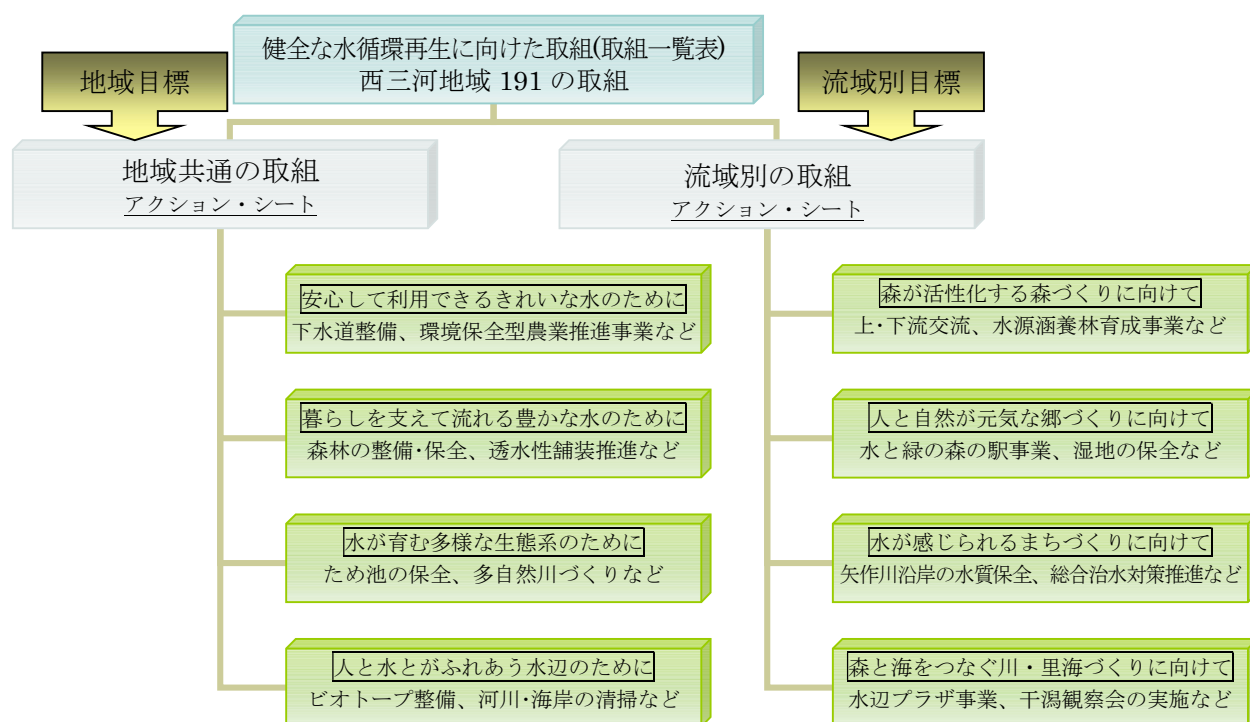 健全な水循環再生に向けた取組(取組一覧表)
西三河地域 191 の取組
地域目標
流域別目標
地域共通の取組
アクション・シート
流域別の取組
アクション・シート
安心して利用できるきれいな水のために
下水道整備、環境保全型農業推進事業など
暮らしを支えて流れる豊かな水のために
森林の整備・保全、透水性舗装推進など
水が育む多様な生態系のために
ため池の保全、多自然川づくりなど
人と水とがふれあう水辺のために
ビオトープ整備、河川・海岸の清掃など
森が活性化する森づくりに向けて
上・下流交流、水源涵養林育成事業など
人と自然が元気な郷づくりに向けて
水と緑の森の駅事業、湿地の保全など
水が感じられるまちづくりに向けて
矢作川沿岸の水質保全、総合治水対策推進など
森と海をつなぐ川・里海づくりに向けて
水辺プラザ事業、干潟観察会の実施など